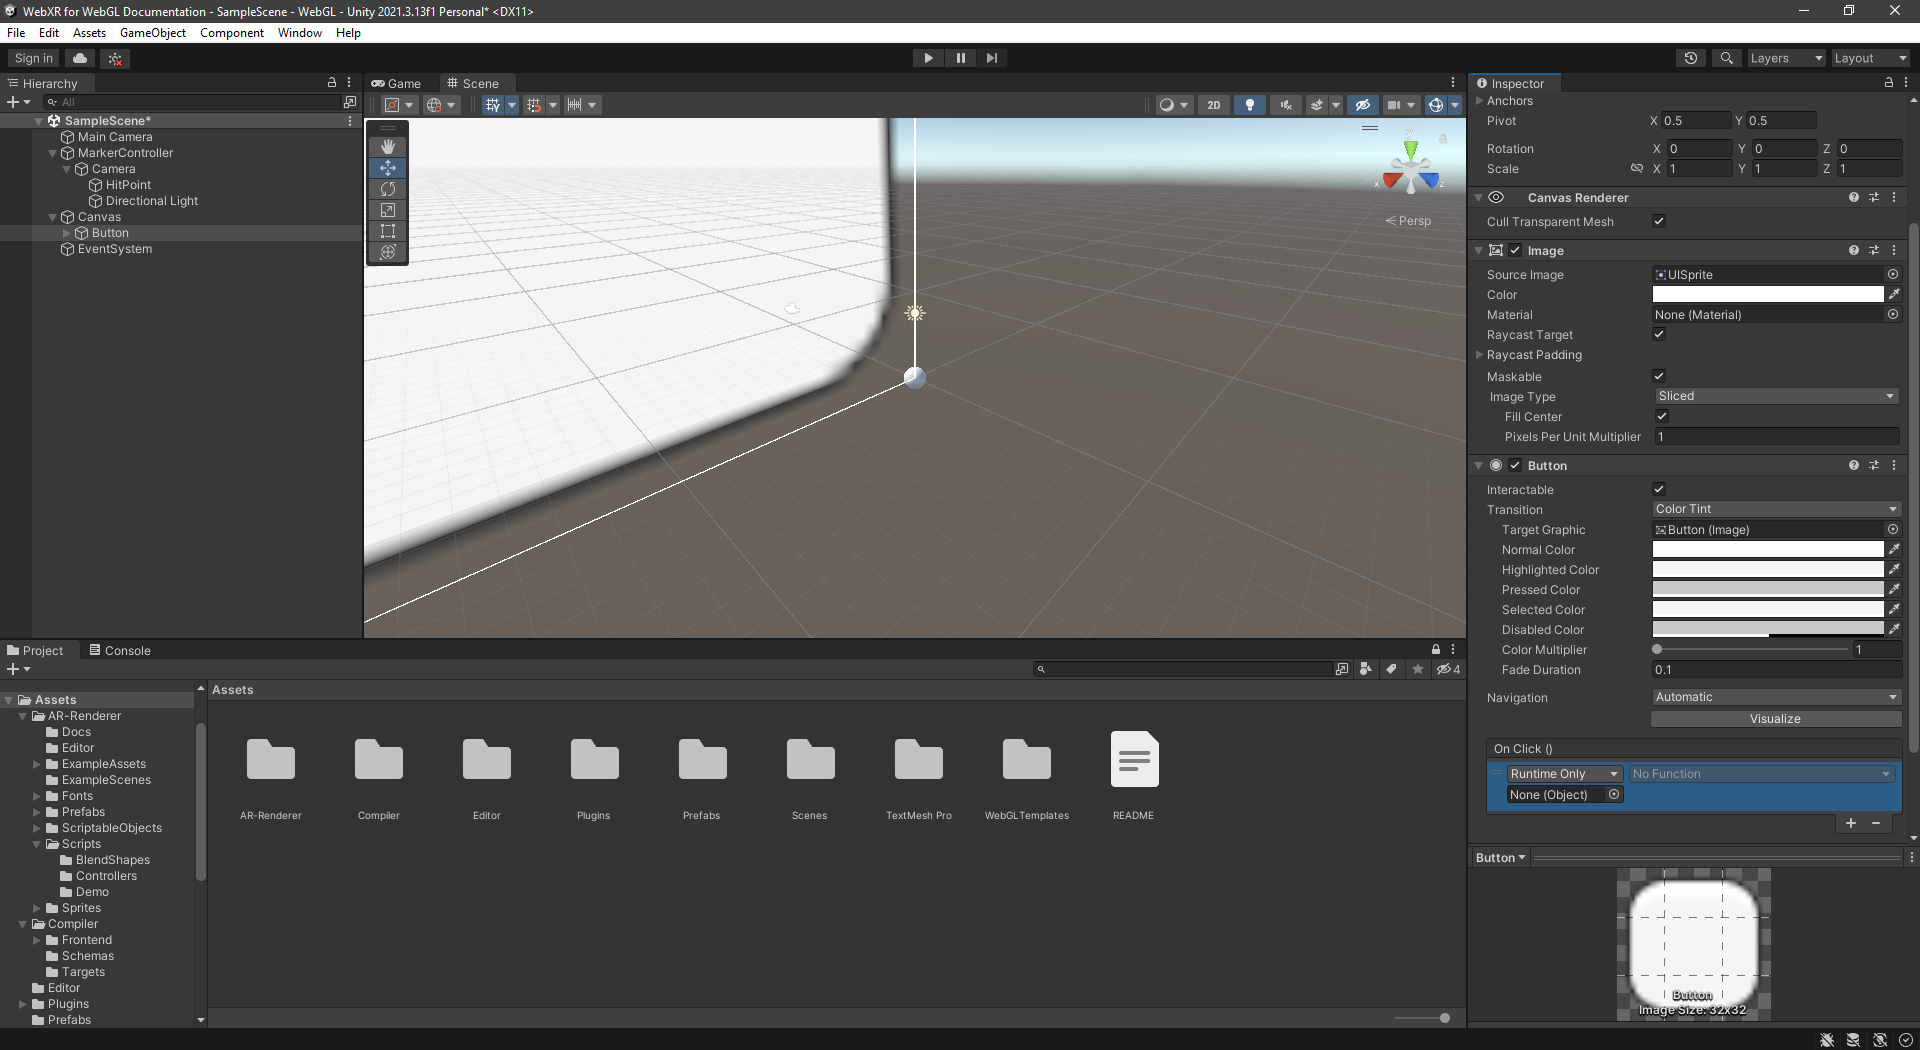 WebXR for WebGL Documentation - SampleScene - WebGL - Unity 2021.3.13f1 Personal* <DX11>
File Edit Assets GameObject Component Window Help
Sign in
Layers
Layout
Hierarchy
All
SampleScene*
Main Camera
MarkerController
Camera
HitPoint
Directional Light
Canvas
Button
EventSystem
Game
Scene
2D
y
x
z
Persp
Inspector
Anchors
Pivot X 0.5 Y 0.5
Rotation X 0 Y 0 Z 0
Scale X 1 Y 1 Z 1
Canvas Renderer
Cull Transparent Mesh
Image
Source Image UISprite
Color
Material None (Material)
Raycast Target
Raycast Padding
Maskable
Image Type Sliced
Fill Center
Pixels Per Unit Multiplier 1
Button
Interactable
Transition Color Tint
Target Graphic Button (Image)
Normal Color
Highlighted Color
Pressed Color
Selected Color
Disabled Color
Color Multiplier 1
Fade Duration 0.1
Navigation Automatic
Visualize
On Click ()
Runtime Only No Function
None (Object)
Button
Button
Image Size: 32x32
Project
Console
4
Assets
AR-Renderer
Docs
Editor
ExampleAssets
ExampleScenes
Fonts
Prefabs
ScriptableObjects
Scripts
BlendShapes
Controllers
Demo
Sprites
Compiler
Frontend
Schemas
Targets
Editor
Plugins
Prefabs
Assets
AR-Renderer Compiler Editor Plugins Prefabs Scenes TextMesh Pro WebGLTemplates README